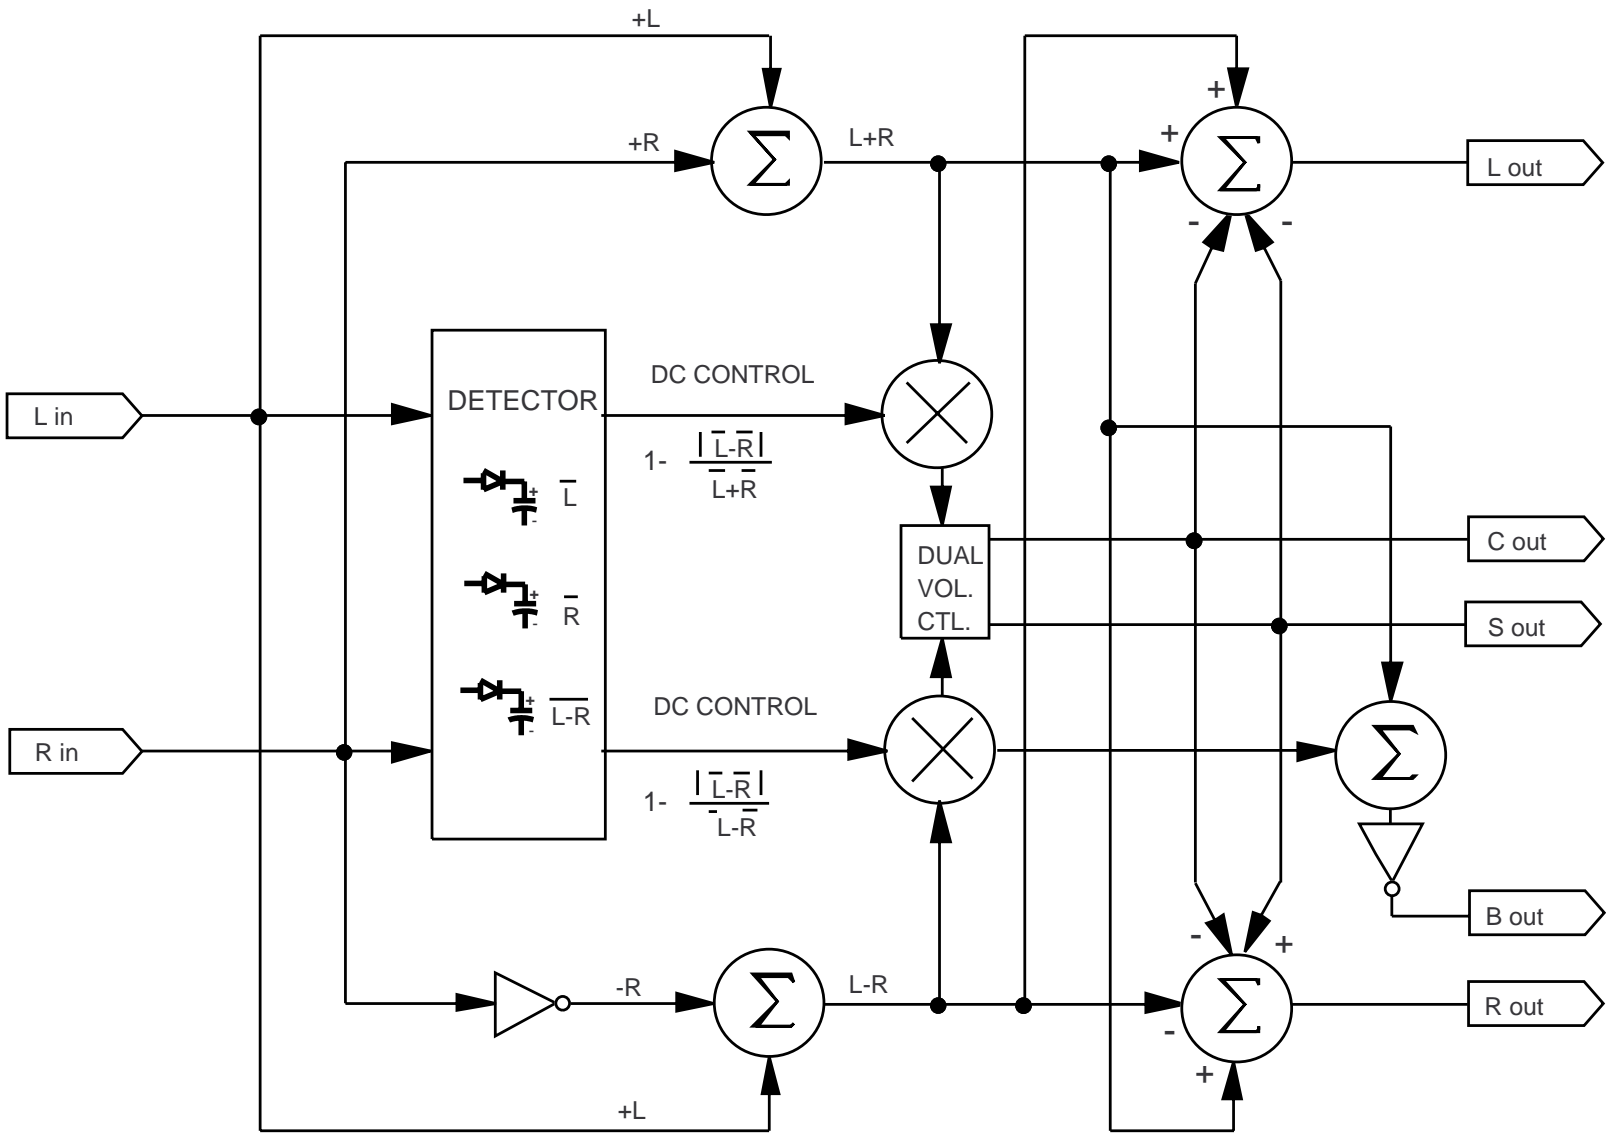 +L
+
+R
L+R
+
Σ
Σ
L out
-
-
DC CONTROL
DETECTOR
L in
1-
|L̅-R̅|
L̅+R̅
+
L̅
-
C out
DUAL
VOL.
CTL.
+
R̅
-
S out
DC CONTROL
+
L-R
-
R in
Σ
1-
|L̅-R̅|
L̅-R̅
B out
-
+
-R
L-R
Σ
Σ
R out
-
+
+L